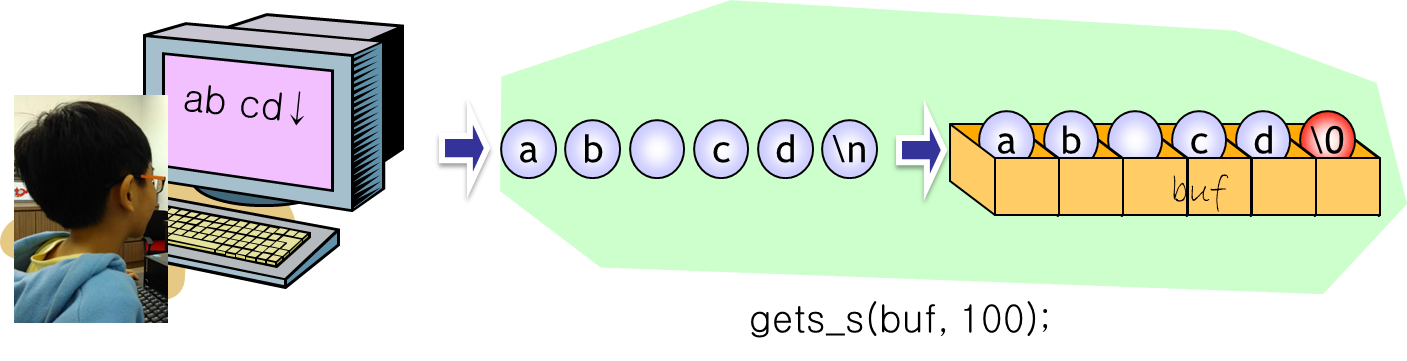 ab cd↓
a b c d \n
a b c d \0
buf
gets_s(buf, 100);